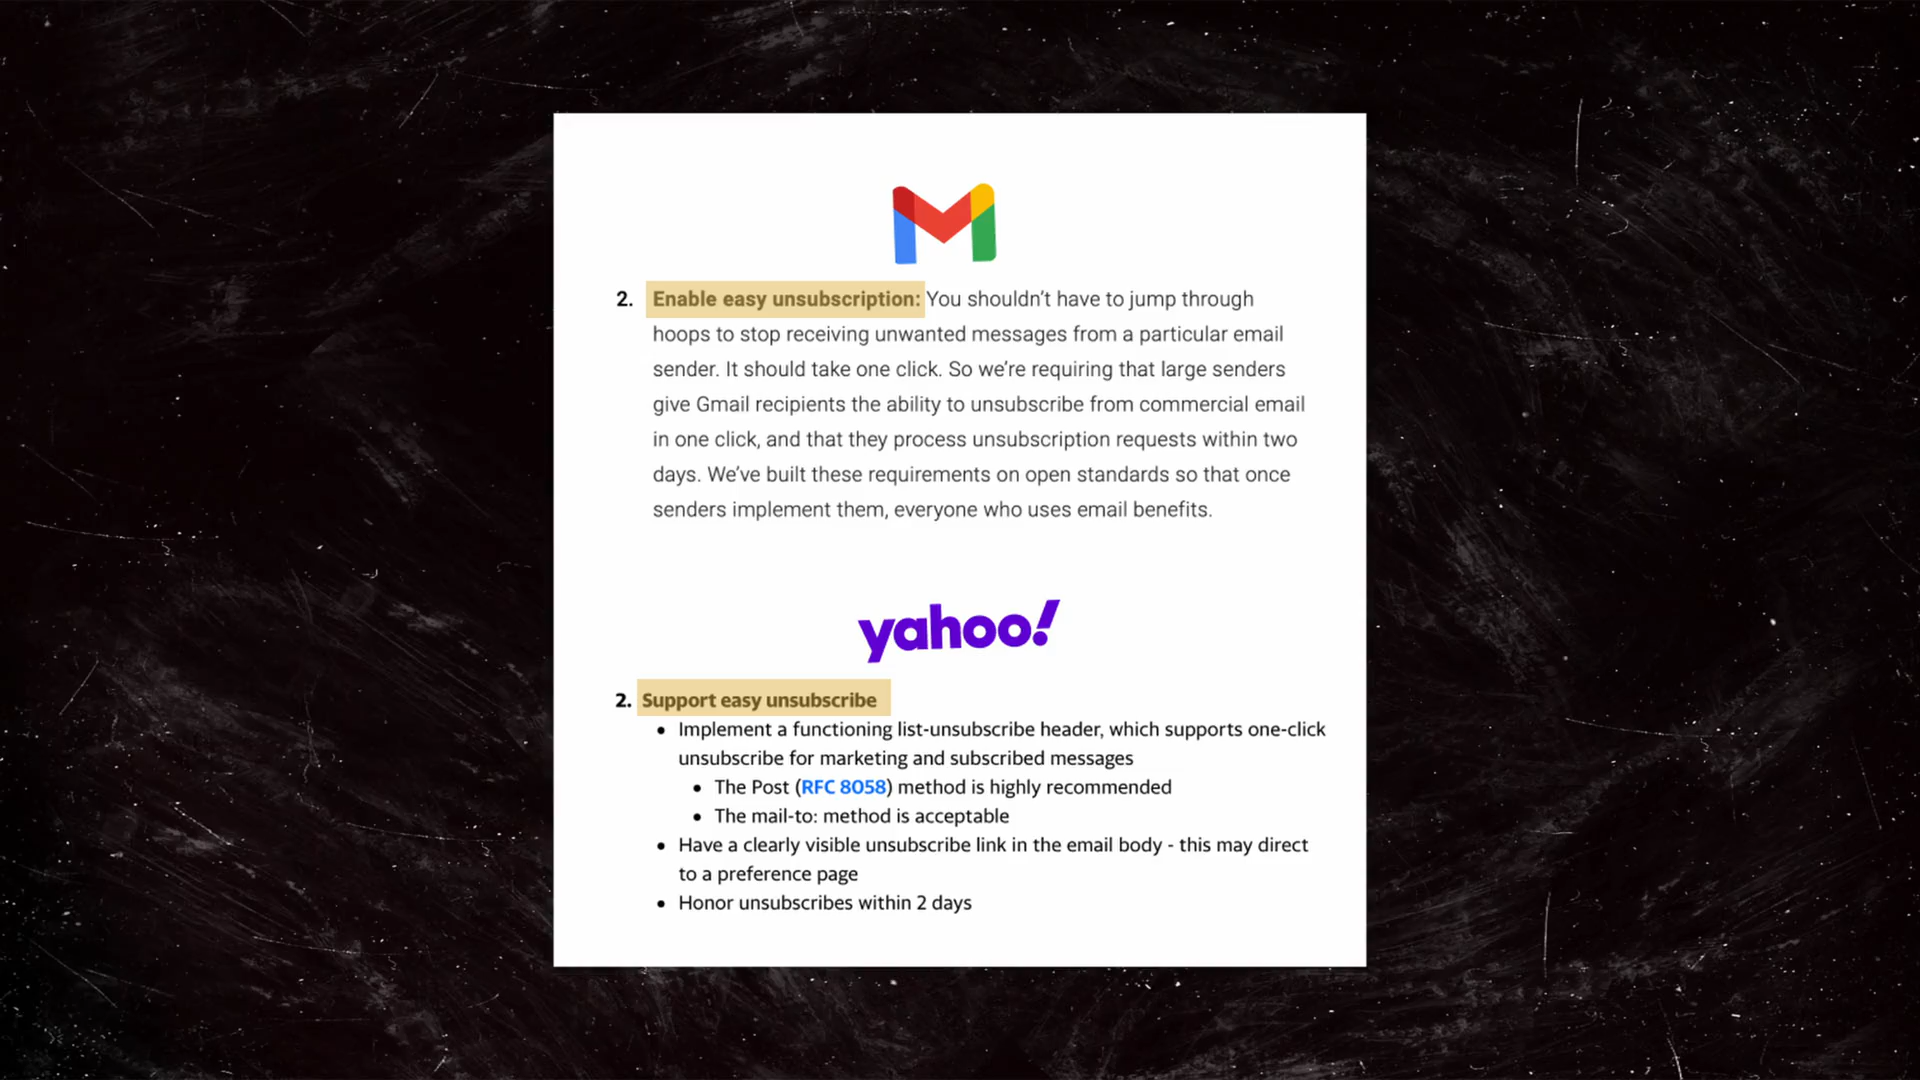 2. Enable easy unsubscription: You shouldn’t have to jump through
hoops to stop receiving unwanted messages from a particular email
sender. It should take one click. So we’re requiring that large senders
give Gmail recipients the ability to unsubscribe from commercial email
in one click, and that they process unsubscription requests within two
days. We’ve built these requirements on open standards so that once
senders implement them, everyone who uses email benefits.
yahoo!
2. Support easy unsubscribe
• Implement a functioning list-unsubscribe header, which supports one-click
unsubscribe for marketing and subscribed messages
• The Post (RFC 8058) method is highly recommended
• The mail-to: method is acceptable
• Have a clearly visible unsubscribe link in the email body - this may direct
to a preference page
• Honor unsubscribes within 2 days